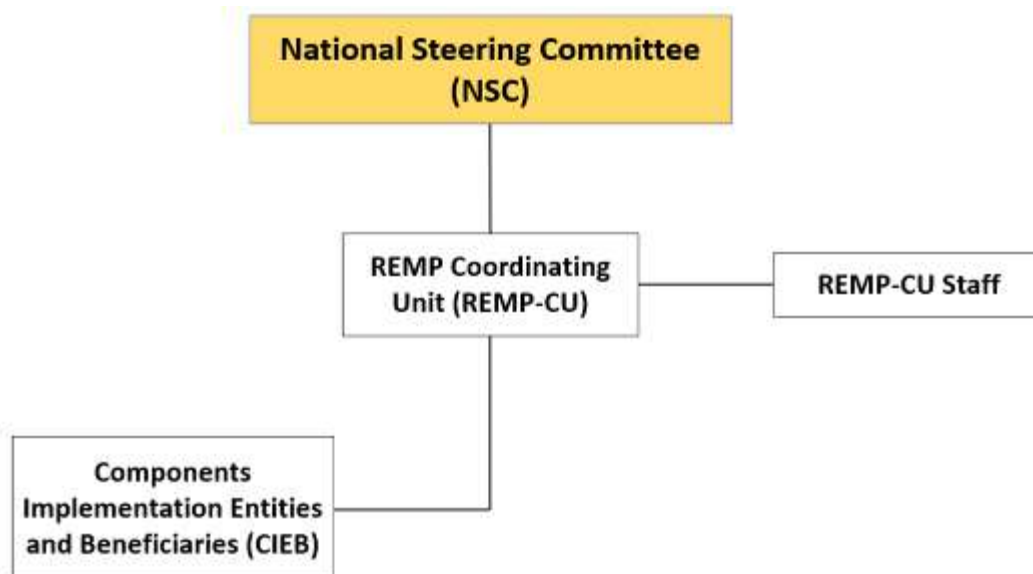 National Steering Committee
(NSC)
REMP Coordinating
Unit (REMP-CU)
REMP-CU Staff
Components
Implementation Entities
and Beneficiaries (CIEB)